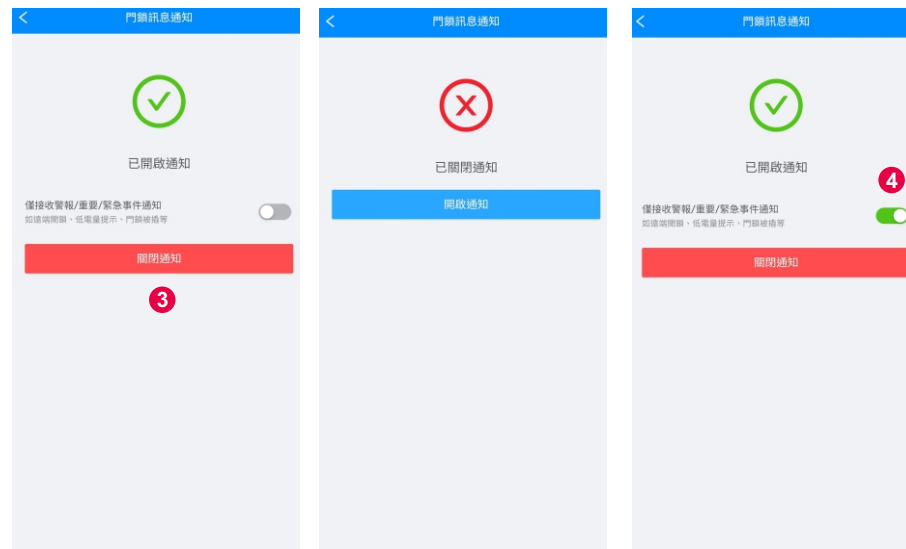 門鎖訊息通知
已開啟通知
僅接收警報/重要/緊急事件通知
如遠端開鎖、低電量提示、門鎖被撬等
關閉通知
3
門鎖訊息通知
已關閉通知
開啟通知
門鎖訊息通知
已開啟通知
4
僅接收警報/重要/緊急事件通知
如遠端開鎖、低電量提示、門鎖被撬等
關閉通知